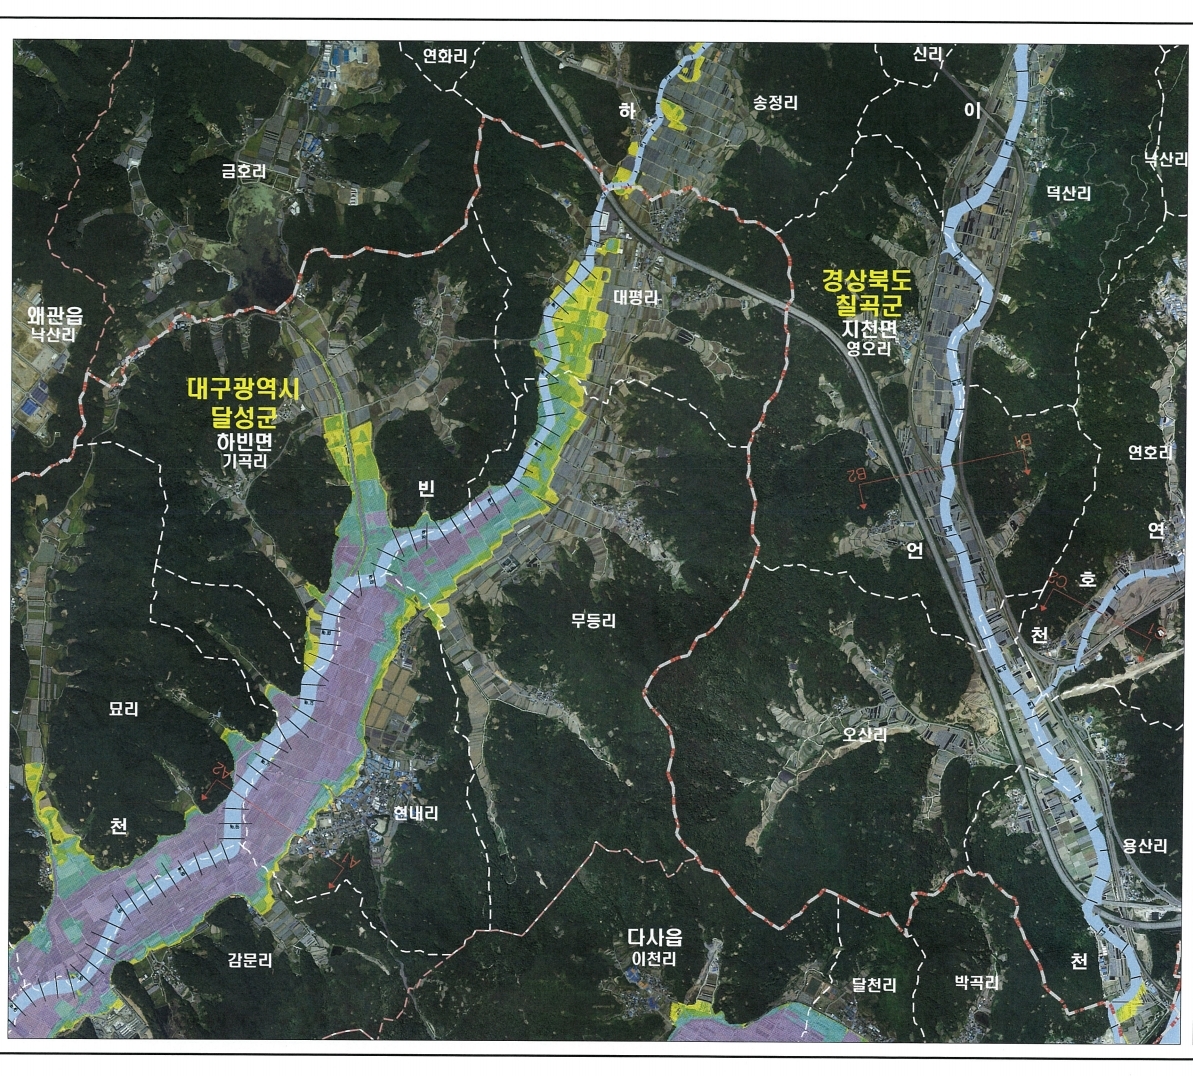 연화리
신리
하
송정리
이
낙산리
금호리
덕산리
경상북도
칠곡군
지천면
영오리
대평리
왜관읍
낙산리
대구광역시
달성군
하빈면
기곡리
B1
연호리
B2
빈
연
언
C2
호
무등리
천
묘리
오산리
A2
현내리
천
용산리
A1
다사읍
이천리
감문리
천
달천리
박곡리